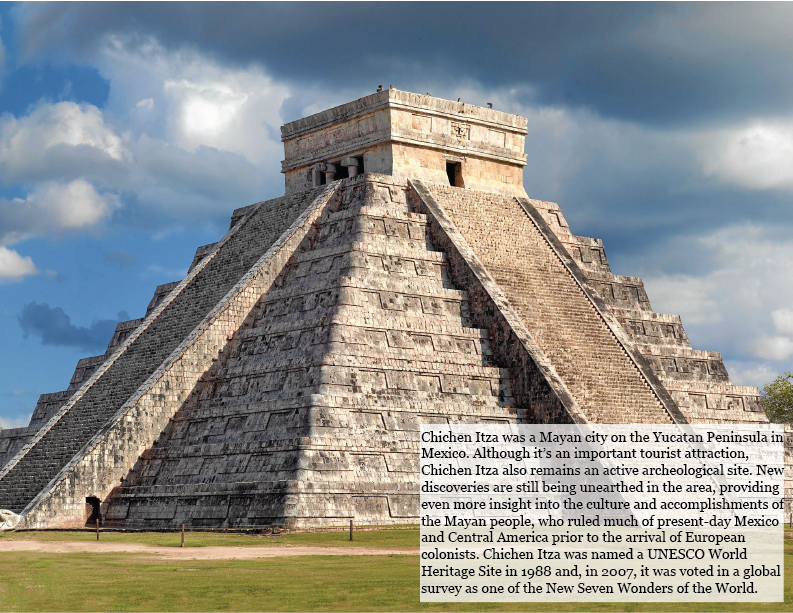 Chichen Itza was a Mayan city on the Yucatan Peninsula in
Mexico. Although it’s an important tourist attraction,
Chichen Itza also remains an active archeological site. New
discoveries are still being unearthed in the area, providing
even more insight into the culture and accomplishments of
the Mayan people, who ruled much of present-day Mexico
and Central America prior to the arrival of European
colonists. Chichen Itza was named a UNESCO World
Heritage Site in 1988 and, in 2007, it was voted in a global
survey as one of the New Seven Wonders of the World.